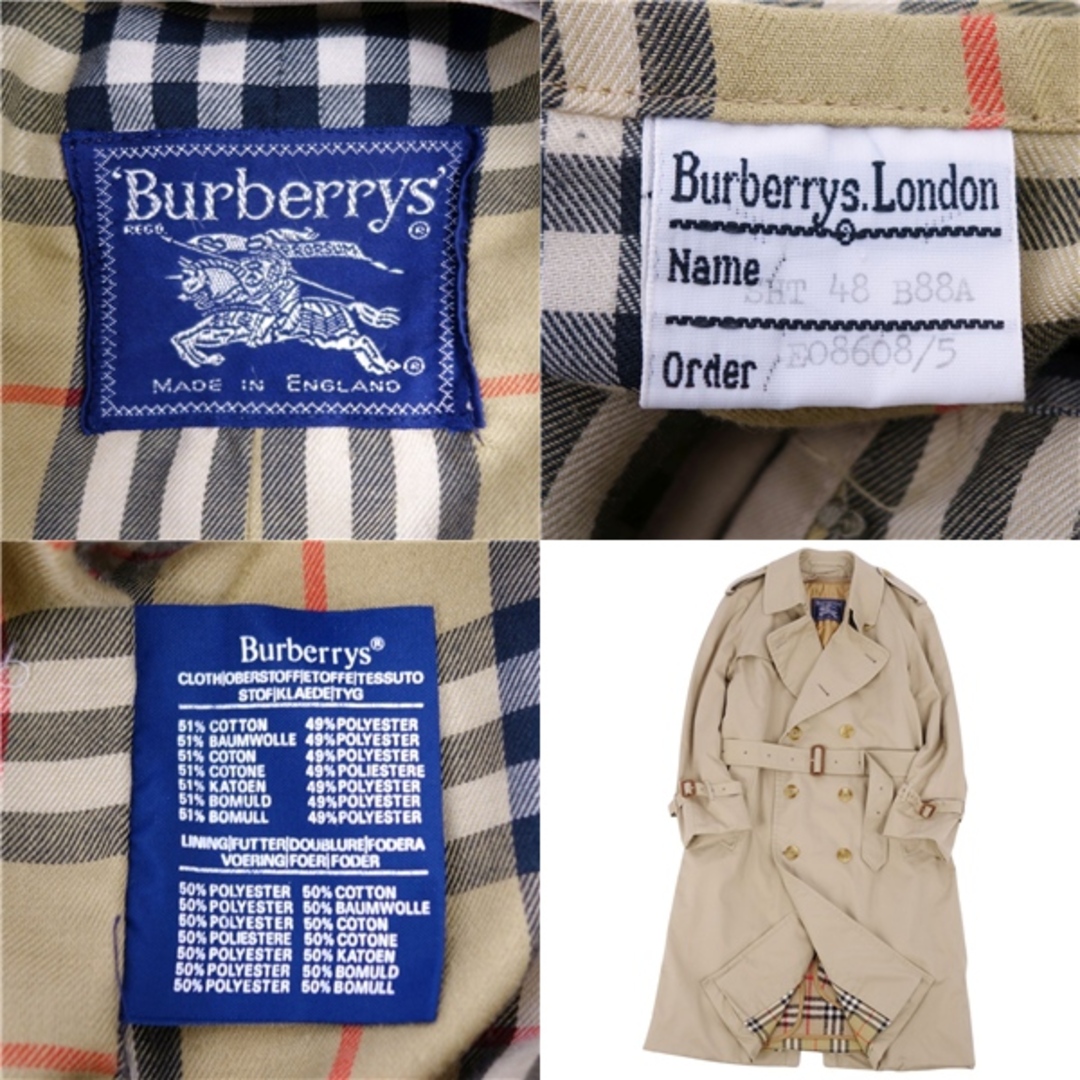 'Burberrys'
REGD. ®
PRORSUM
®
MADE IN ENGLAND
Burberrys.London
®
Name SHT 48 B88A
Order E08608/5
Burberrys®
CLOTH|OBERSTOFF|ETOFFE|TESSUTO
STOF|KLAEDE|TYG
51% COTTON 49% POLYESTER
51% BAUMWOLLE 49% POLYESTER
51% COTON 49% POLYESTER
51% COTONE 49% POLIESTERE
51% KATOEN 49% POLYESTER
51% BOMULD 49% POLYESTER
51% BOMULL 49% POLYESTER
LINING|FUTTER|DOUBLURE|FODERA
VOERING|FOER|FODER
50% POLYESTER 50% COTTON
50% POLYESTER 50% BAUMWOLLE
50% POLYESTER 50% COTON
50% POLIESTERE 50% COTONE
50% POLYESTER 50% KATOEN
50% POLYESTER 50% BOMULD
50% POLYESTER 50% BOMULL